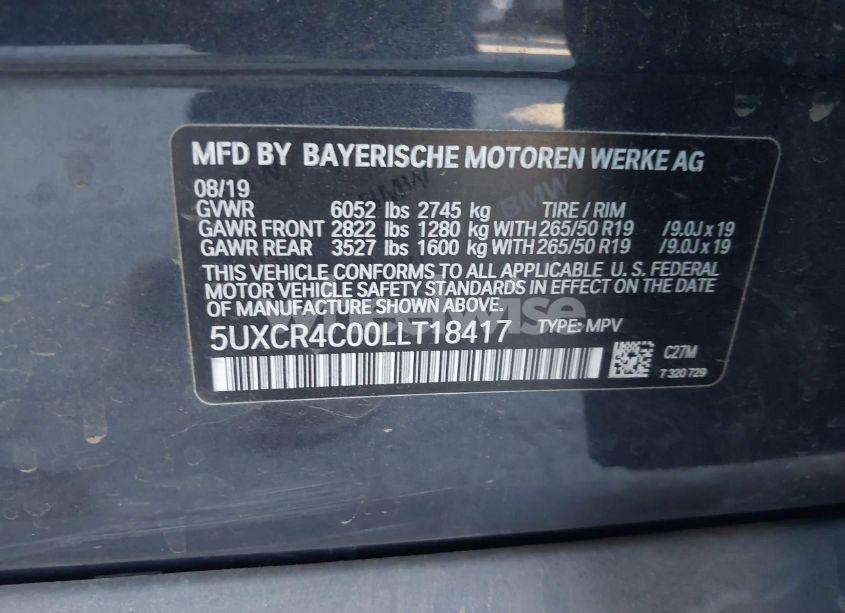 MFD BY BAYERISCHE MOTOREN WERKE AG
08/19
GVWR 6052 lbs 2745 kg TIRE / RIM
GAWR FRONT 2822 lbs 1280 kg WITH 265/50 R19 /9.0J x 19
GAWR REAR 3527 lbs 1600 kg WITH 265/50 R19 /9.0J x 19
THIS VEHICLE CONFORMS TO ALL APPLICABLE U. S. FEDERAL
MOTOR VEHICLE SAFETY STANDARDS IN EFFECT ON THE DATE
OF MANUFACTURE SHOWN ABOVE.
5UXCR4C00LLT18417 TYPE: MPV
C27M
7 320 729